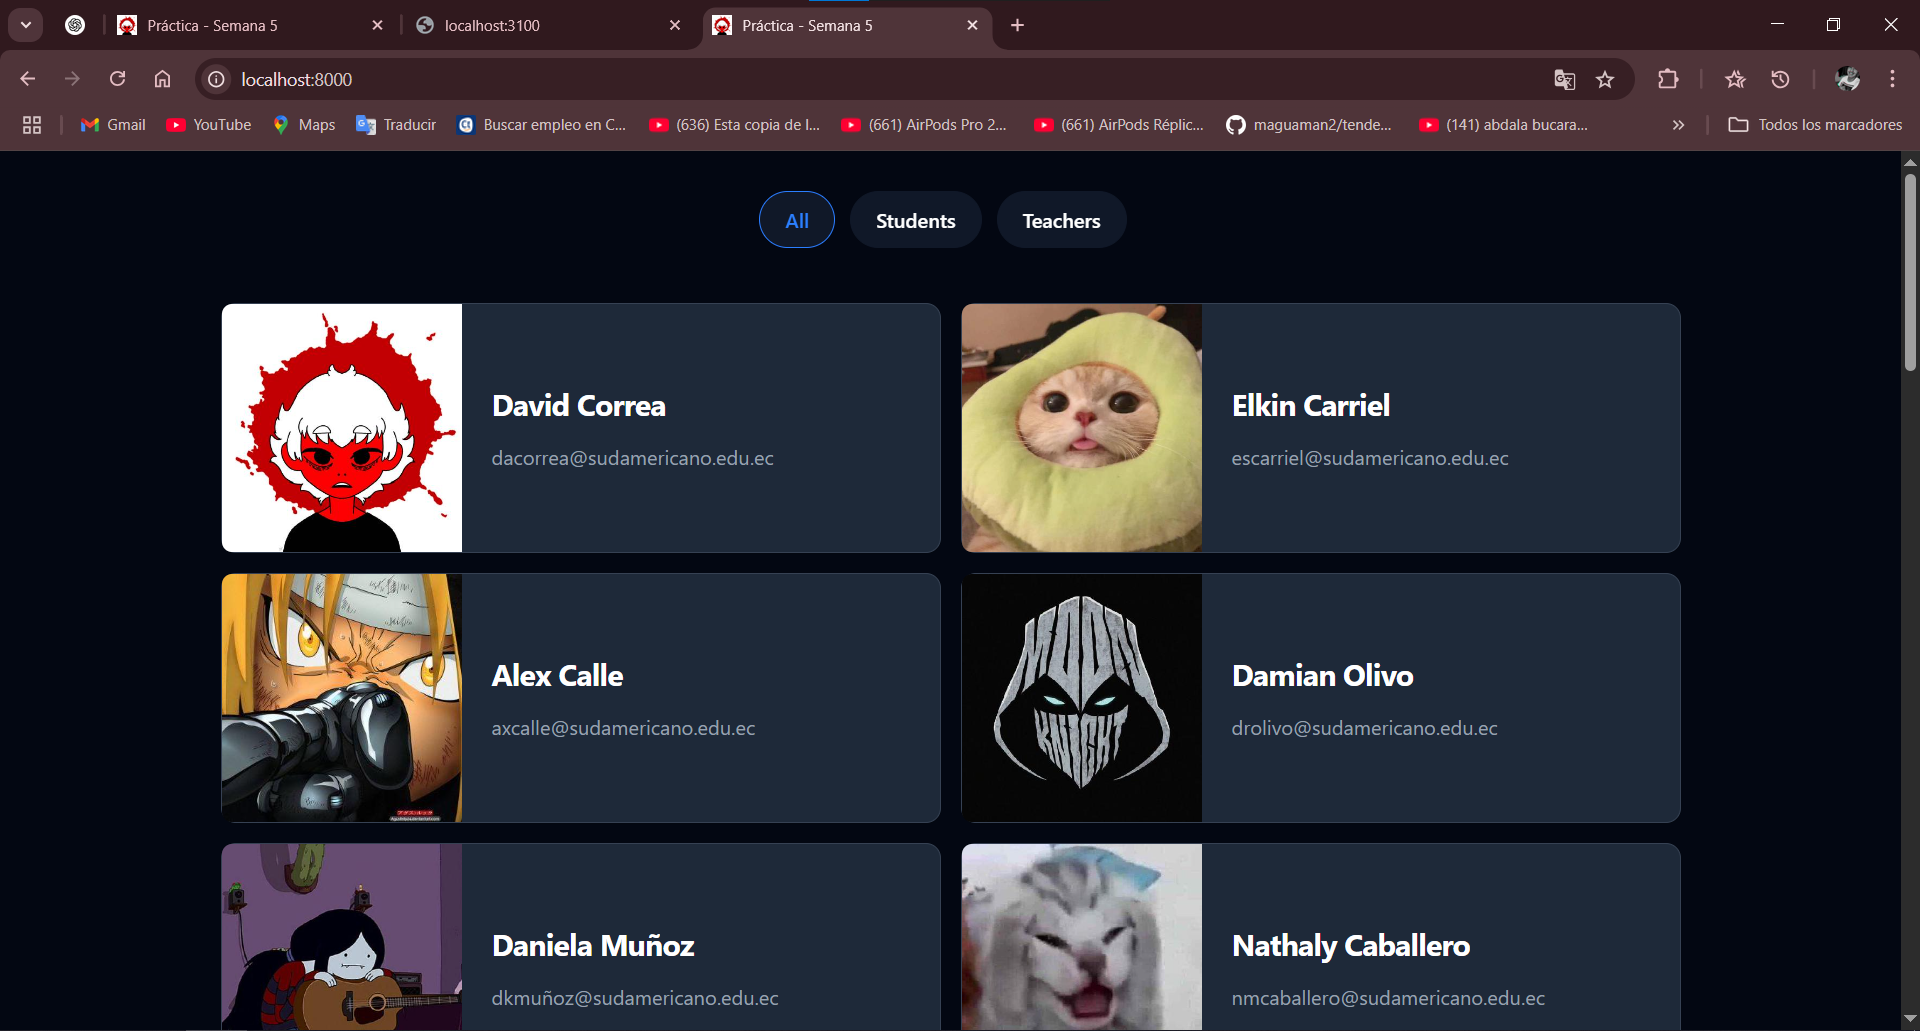 Práctica - Semana 5
localhost:3100
Práctica - Semana 5
localhost:8000
Gmail
YouTube
Maps
Traducir
Buscar empleo en C...
(636) Esta copia de l...
(661) AirPods Pro 2...
(661) AirPods Réplic...
maguaman2/tende...
(141) abdala bucara...
Todos los marcadores
All
Students
Teachers
David Correa
dacorrea@sudamericano.edu.ec
Elkin Carriel
escarriel@sudamericano.edu.ec
Alex Calle
axcalle@sudamericano.edu.ec
MOON
KNIGHT
Damian Olivo
drolivo@sudamericano.edu.ec
Daniela Muñoz
dkmuñoz@sudamericano.edu.ec
Nathaly Caballero
nmcaballero@sudamericano.edu.ec